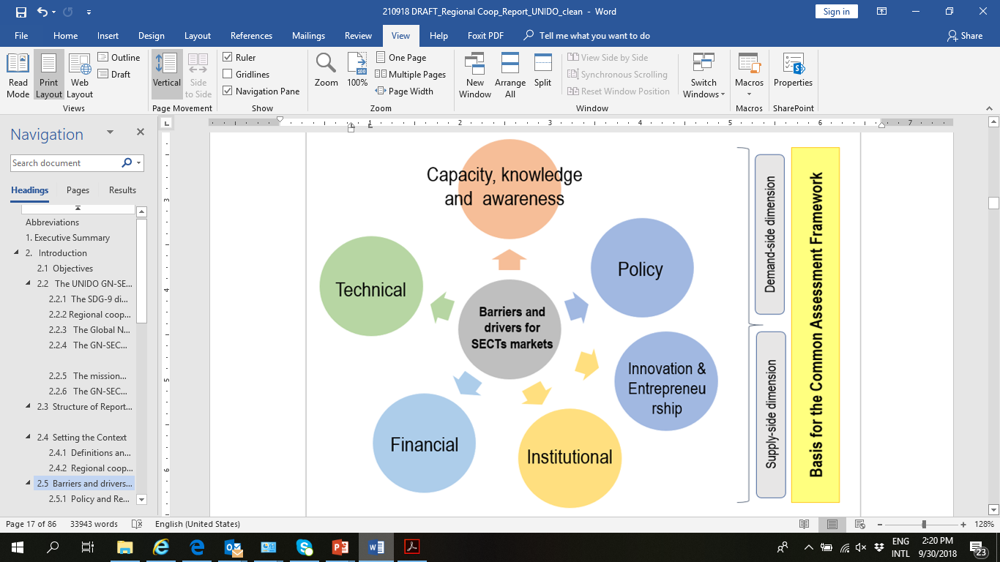 210918 DRAFT_Regional Coop_Report_UNIDO_clean - Word
Sign in
File Home Insert Design Layout References Mailings Review View Help Foxit PDF Tell me what you want to do Share
Read Mode
Print Layout
Web Layout
Outline
Draft
Views
Vertical
Side to Side
Page Movement
Ruler
Gridlines
Navigation Pane
Show
Zoom
100%
One Page
Multiple Pages
Page Width
Zoom
New Window
Arrange All
Split
View Side by Side
Synchronous Scrolling
Reset Window Position
Window
Switch Windows
Macros
Macros
Properties
SharePoint
Navigation
Search document
Headings Pages Results
Abbreviations
1. Executive Summary
2. Introduction
2.1 Objectives
2.2 The UNIDO GN-SE...
2.2.1 The SDG-9 di...
2.2.2 Regional coop...
2.2.3 The Global N...
2.2.4 The GN-SEC...
2.2.5 The mission...
2.2.6 The GN-SEC...
2.3 Structure of Report...
2.4 Setting the Context
2.4.1 Definitions an...
2.4.2 Regional coop...
2.5 Barriers and drivers...
2.5.1 Policy and Re...
1 2 3 4 5 6 7
3
4
5
6
Capacity, knowledge
and awareness
Technical
Policy
Barriers and
drivers for
SECTs markets
Innovation &
Entrepreneu
rship
Financial
Institutional
Demand-side dimension
Supply-side dimension
Basis for the Common Assessment Framework
Page 17 of 86 33943 words English (United States)
128%
ENG
INTL
2:20 PM
9/30/2018
23